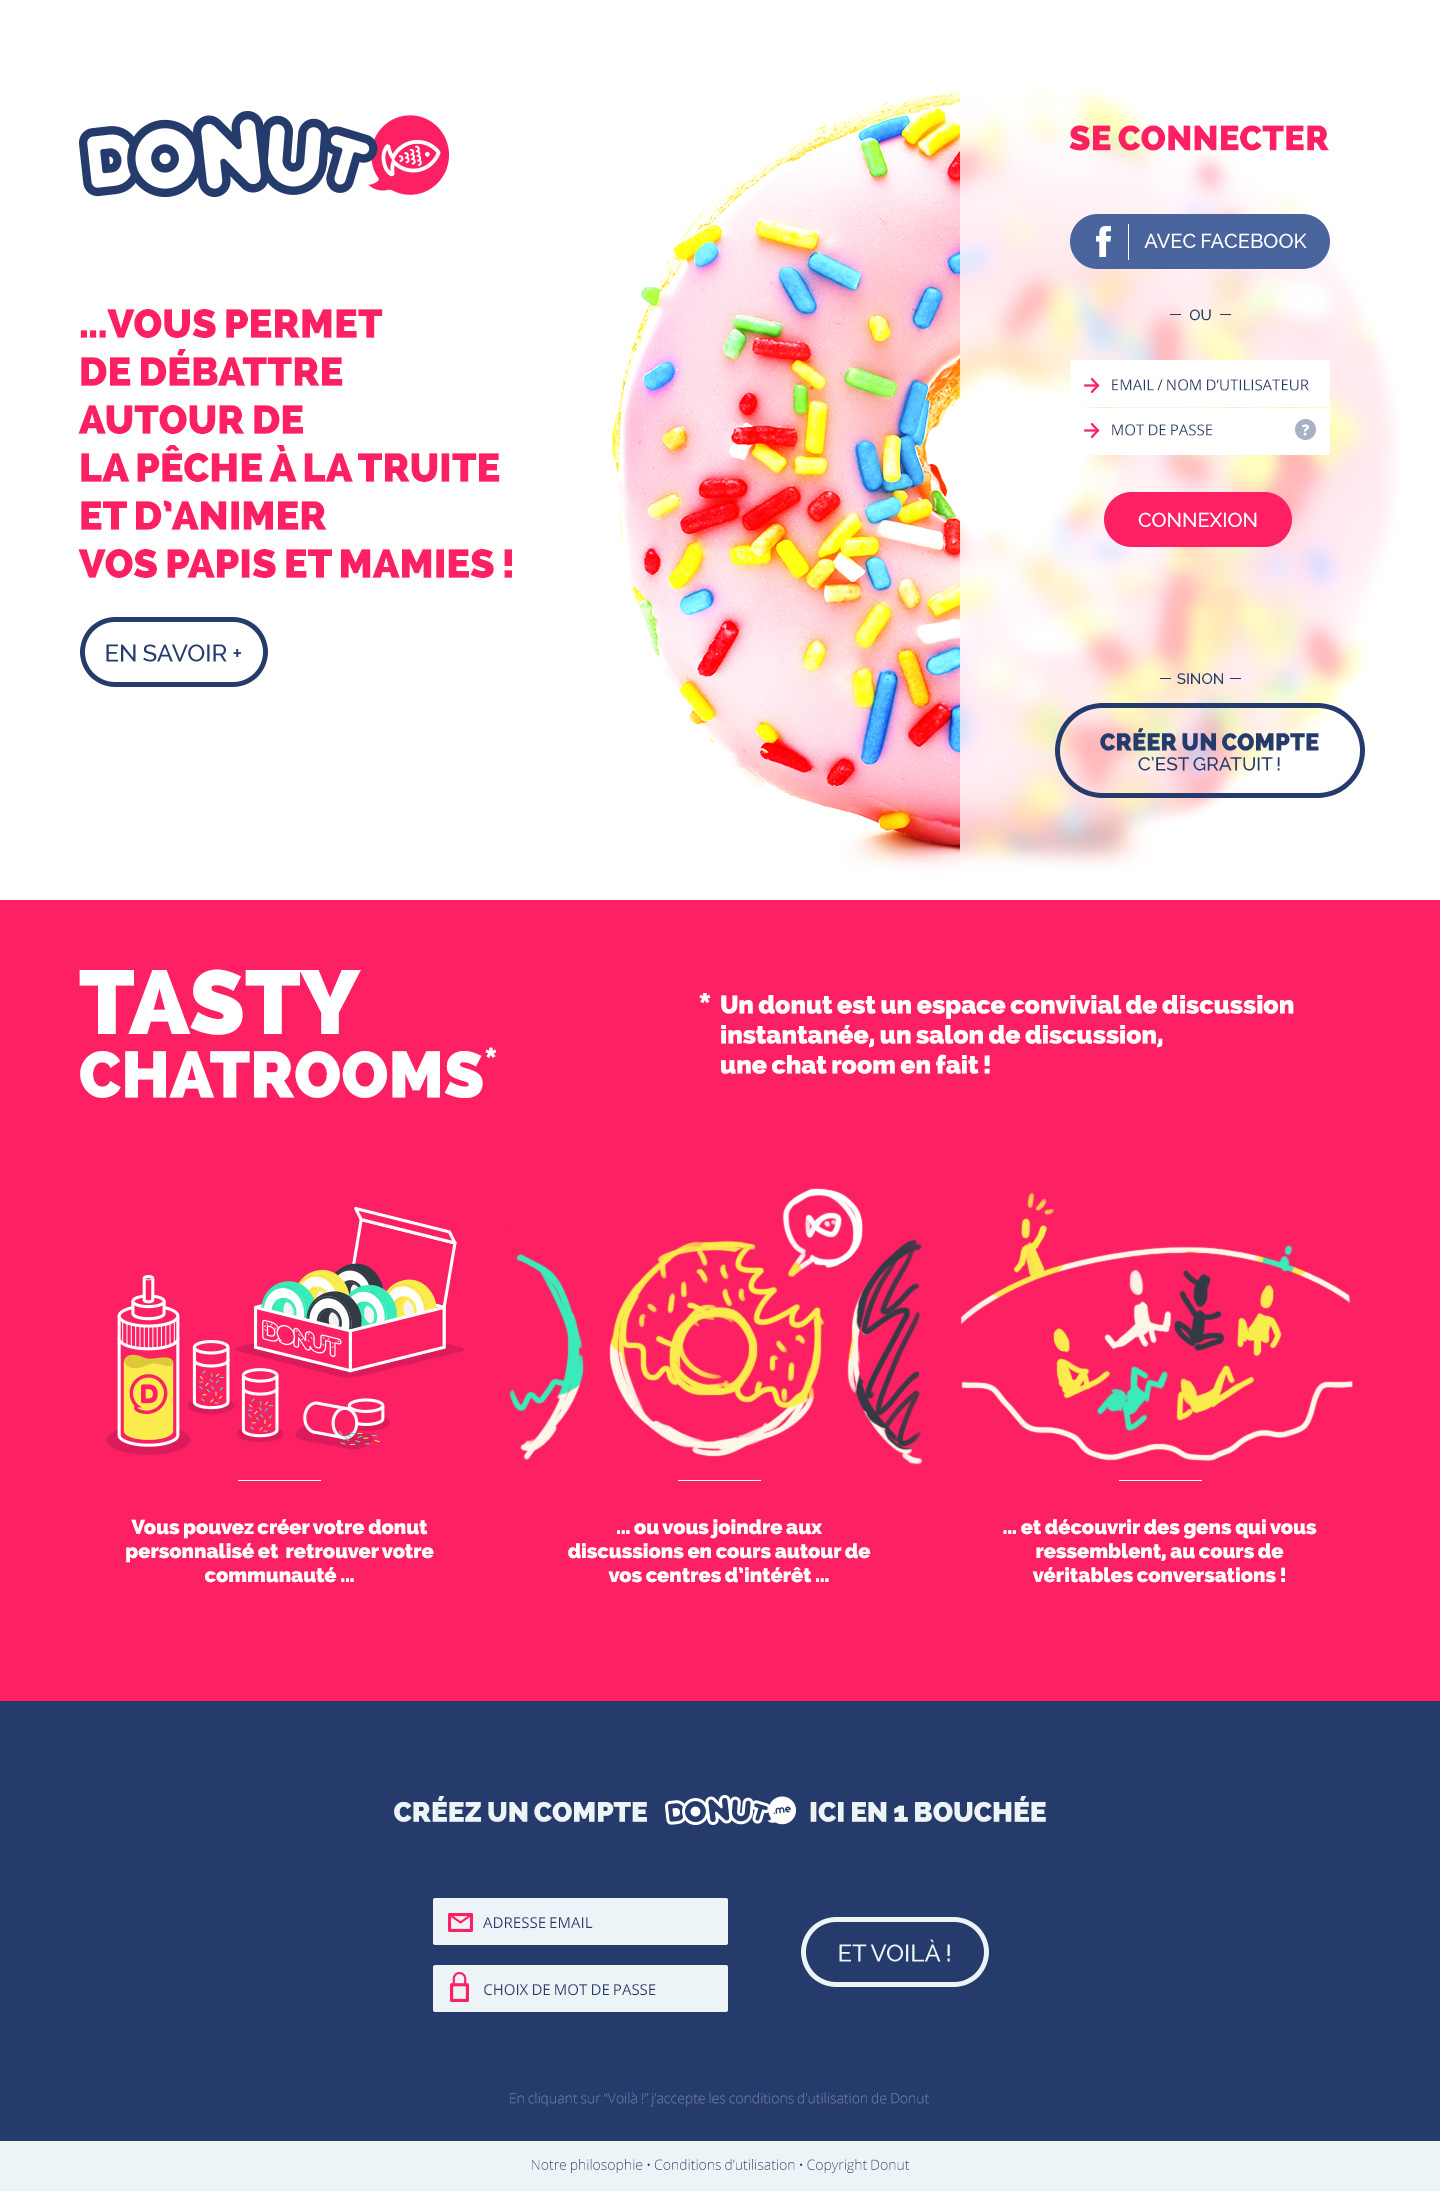 DONUT
...VOUS PERMET
DE DÉBATTRE
AUTOUR DE
LA PÊCHE À LA TRUITE
ET D'ANIMER
VOS PAPIS ET MAMIES !
EN SAVOIR +
SE CONNECTER
f AVEC FACEBOOK
— OU —
EMAIL / NOM D'UTILISATEUR
MOT DE PASSE ?
CONNEXION
— SINON —
CRÉER UN COMPTE
C'EST GRATUIT !
TASTY
CHATROOMS*
* Un donut est un espace convivial de discussion
instantanée, un salon de discussion,
une chat room en fait !
DONUT
D
Vous pouvez créer votre donut
personnalisé et retrouver votre
communauté ...
... ou vous joindre aux
discussions en cours autour de
vos centres d'intérêt ...
... et découvrir des gens qui vous
ressemblent, au cours de
véritables conversations !
CRÉEZ UN COMPTE DONUT.me ICI EN 1 BOUCHÉE
ADRESSE EMAIL
CHOIX DE MOT DE PASSE
ET VOILÀ !
En cliquant sur "Voilà !" j'accepte les conditions d'utilisation de Donut
Notre philosophie • Conditions d'utilisation • Copyright Donut